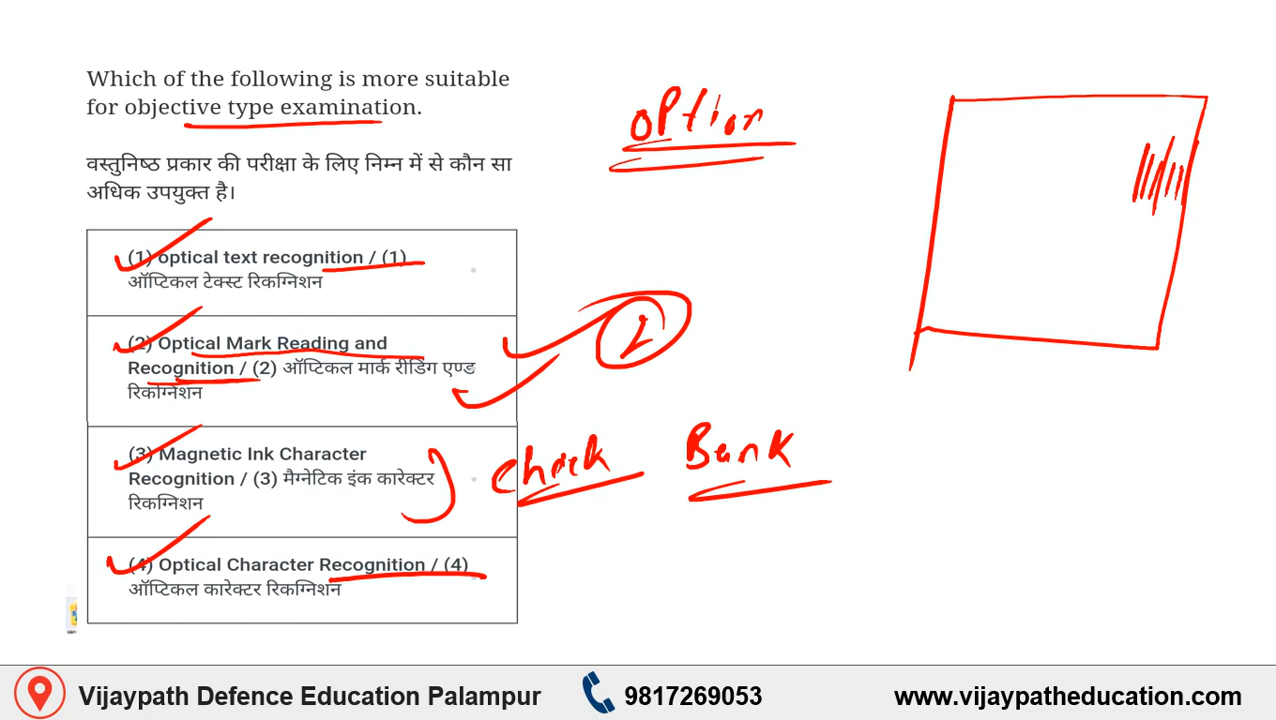 Which of the following is more suitable
for objective type examination.
वस्तुनिष्ठ प्रकार की परीक्षा के लिए निम्न में से कौन सा
अधिक उपयुक्त है।
option
(1) optical text recognition / (1)
ऑप्टिकल टेक्स्ट रिकग्निशन
(2) Optical Mark Reading and
Recognition / (2) ऑप्टिकल मार्क रीडिंग एण्ड
रिकग्निशन
(3) Magnetic Ink Character
Recognition / (3) मैग्नेटिक इंक कारेक्टर
रिकग्निशन
Bank
(4) Optical Character Recognition / (4)
ऑप्टिकल कारेक्टर रिकग्निशन
Vijaypath Defence Education Palampur
9817269053
www.vijaypatheducation.com